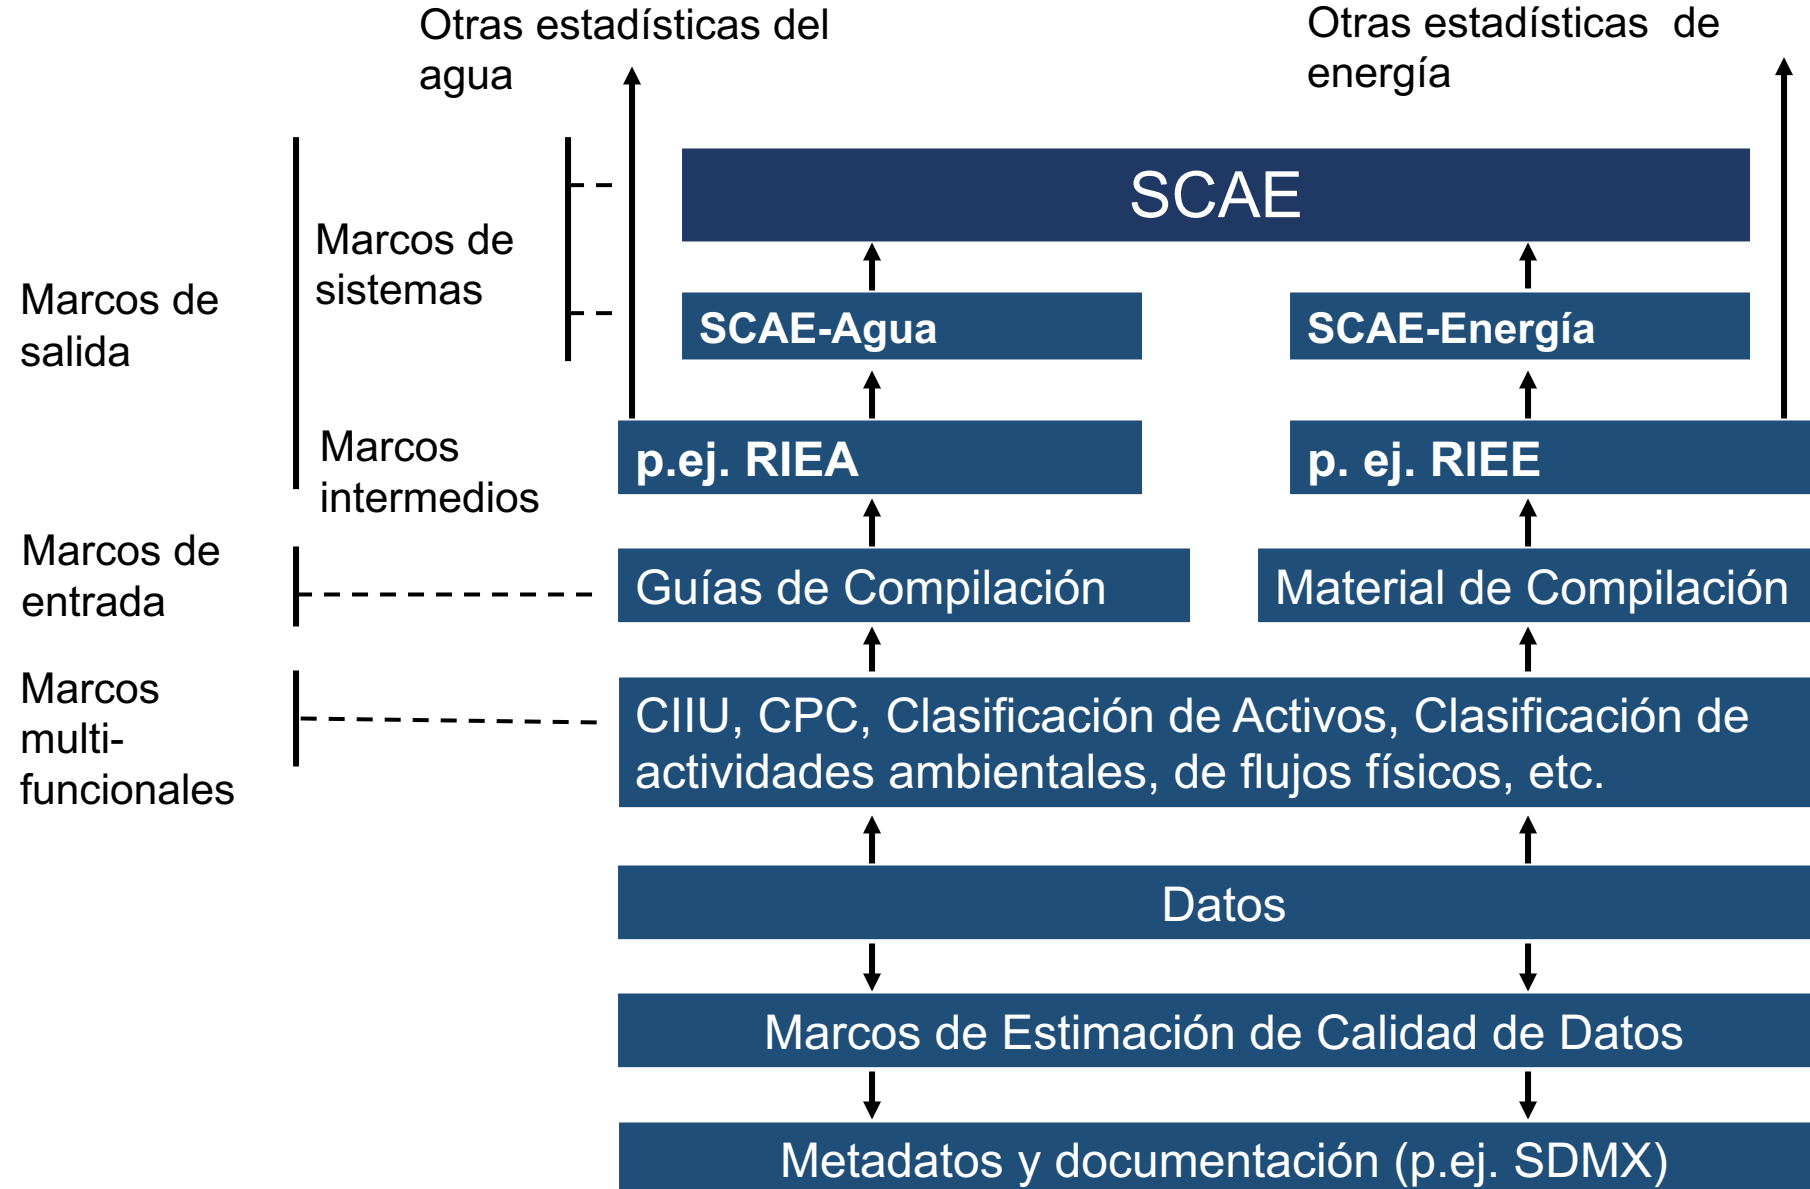 Otras estadísticas del
agua
Otras estadísticas de
energía
SCAE
Marcos de
sistemas
Marcos de
salida
SCAE-Agua
SCAE-Energía
Marcos
intermedios
p.ej. RIEA
p. ej. RIEE
Marcos de
entrada
Guías de Compilación
Material de Compilación
Marcos
multi-
funcionales
CIIU, CPC, Clasificación de Activos, Clasificación de
actividades ambientales, de flujos físicos, etc.
Datos
Marcos de Estimación de Calidad de Datos
Metadatos y documentación (p.ej. SDMX)